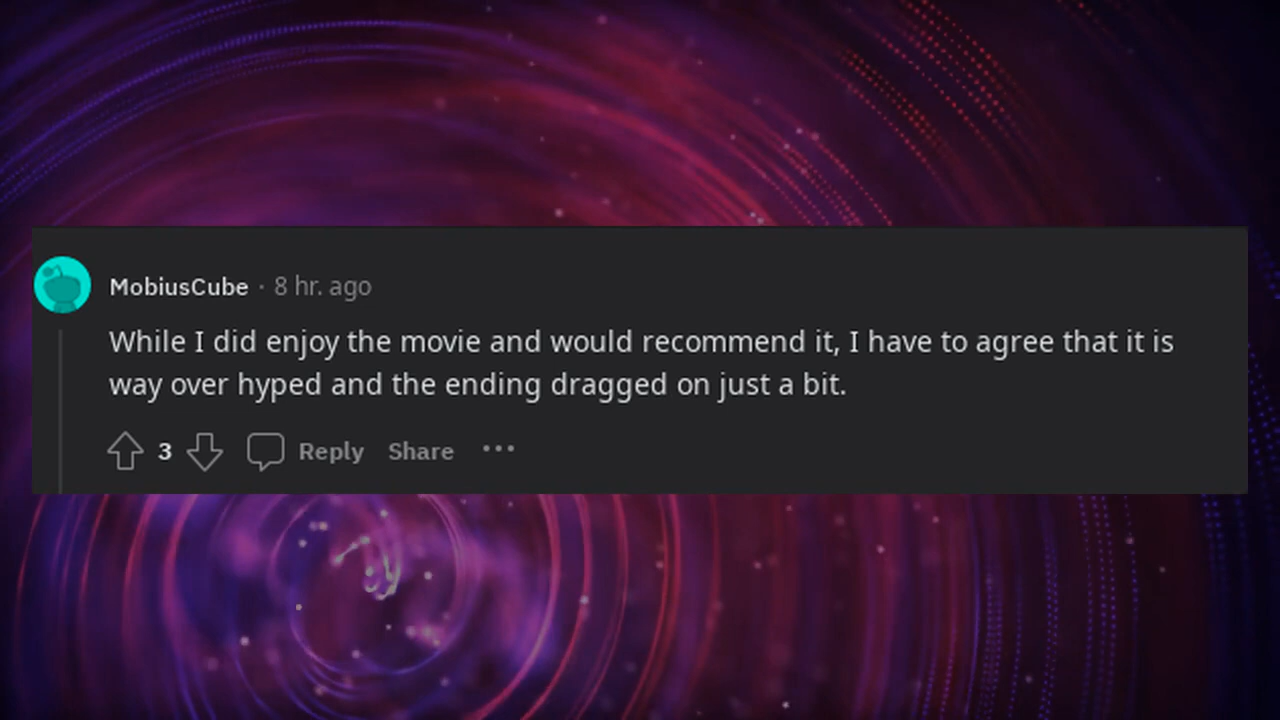 MobiusCube · 8 hr. ago
While I did enjoy the movie and would recommend it, I have to agree that it is
way over hyped and the ending dragged on just a bit.
3 Reply Share ···